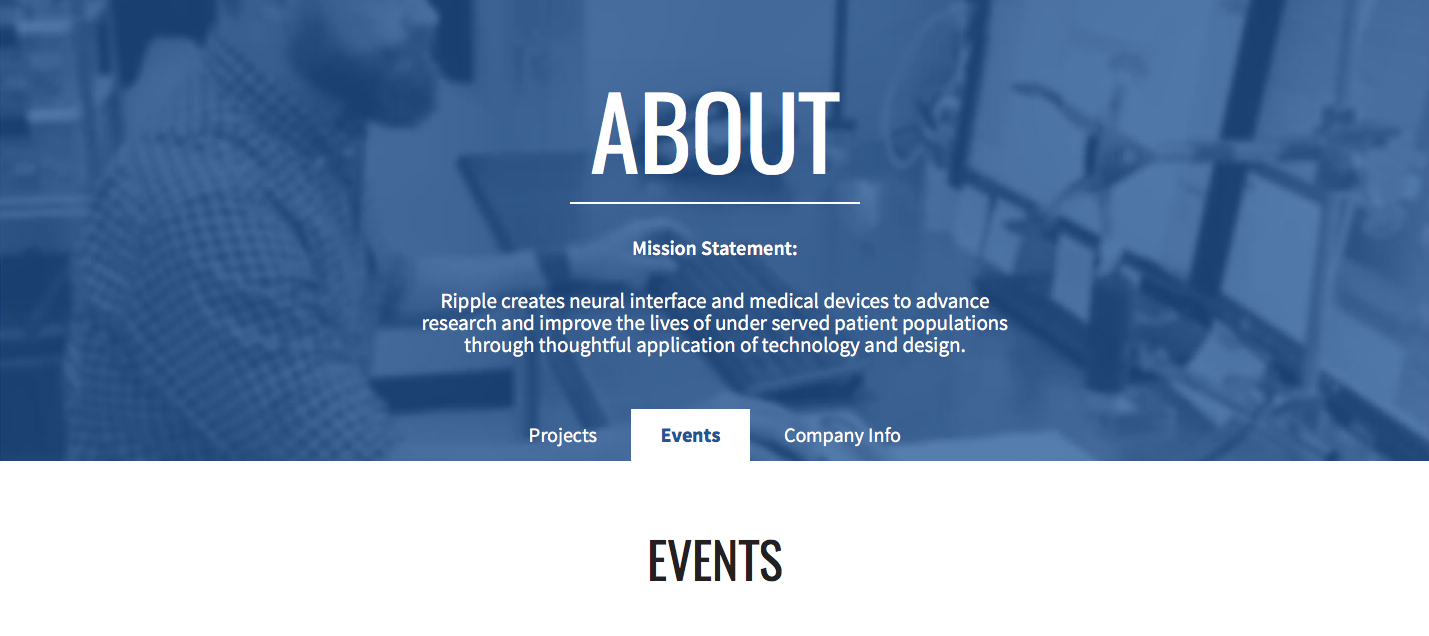 ABOUT
Mission Statement:
Ripple creates neural interface and medical devices to advance
research and improve the lives of under served patient populations
through thoughtful application of technology and design.
Projects
Events
Company Info
EVENTS